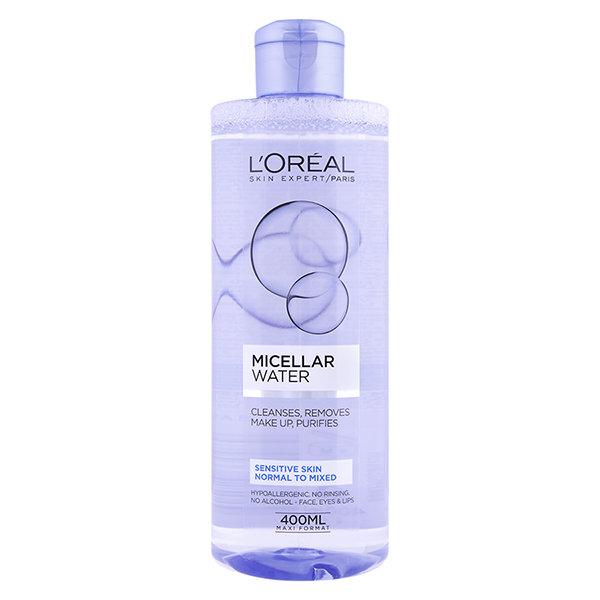 L'ORÉAL
SKIN EXPERT/PARIS
MICELLAR
WATER
CLEANSES, REMOVES
MAKE UP, PURIFIES
SENSITIVE SKIN
NORMAL TO MIXED
HYPOALLERGENIC. NO RINSING.
NO ALCOHOL - FACE, EYES & LIPS
400ML
MAXI FORMAT